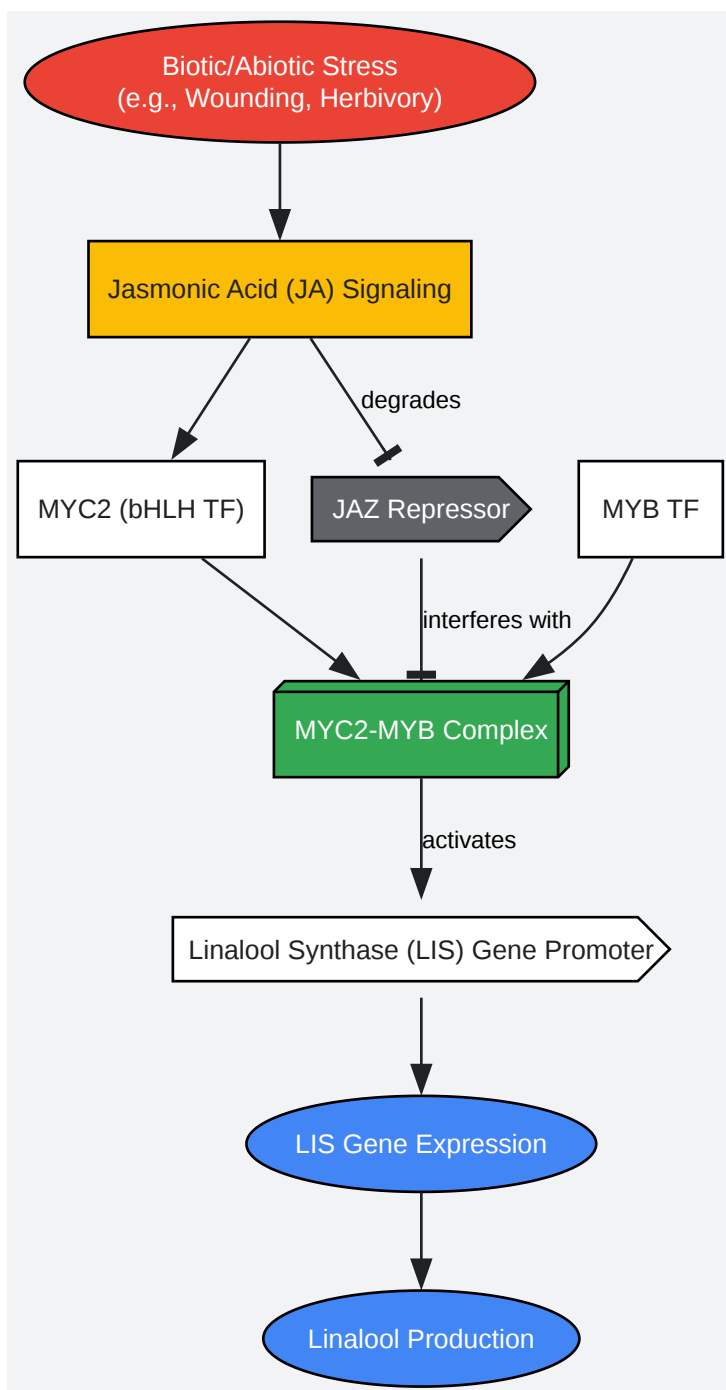 Biotic/Abiotic Stress
(e.g., Wounding, Herbivory)
Jasmonic Acid (JA) Signaling
degrades
MYC2 (bHLH TF)
JAZ Repressor
MYB TF
interferes with
MYC2-MYB Complex
activates
Linalool Synthase (LIS) Gene Promoter
LIS Gene Expression
Linalool Production